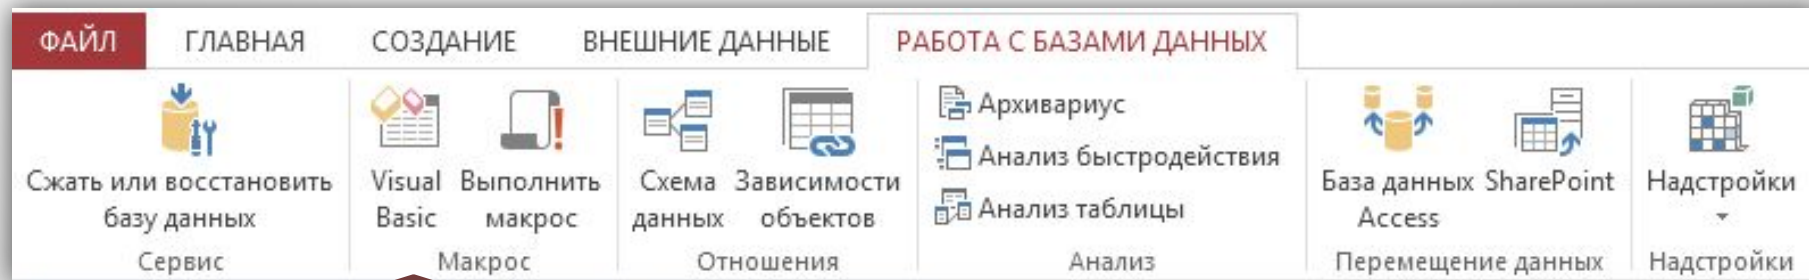 ФАЙЛ ГЛАВНАЯ СОЗДАНИЕ ВНЕШНИЕ ДАННЫЕ РАБОТА С БАЗАМИ ДАННЫХ
Сжать или восстановить
базу данных
Сервис
Visual
Basic
Выполнить
макрос
Макрос
Схема
данных
Зависимости
объектов
Отношения
Архивариус
Анализ быстродействия
Анализ таблицы
Анализ
База данных
Access
SharePoint
Перемещение данных
Надстройки
Надстройки